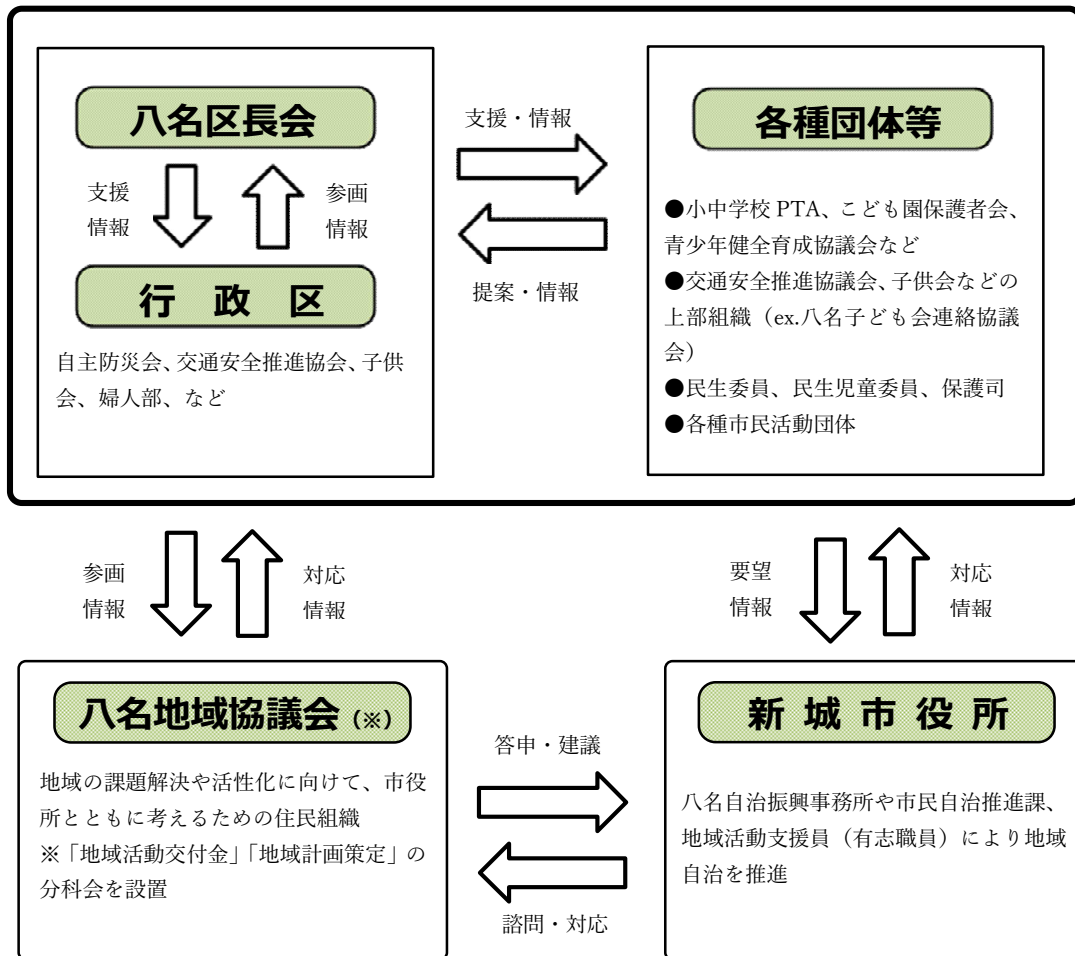 八名区長会
支援
情報
参画
情報
行 政 区
自主防災会、交通安全推進協会、子供
会、婦人部、など
支援・情報
提案・情報
各種団体等
●小中学校 PTA、こども園保護者会、
青少年健全育成協議会など
●交通安全推進協議会、子供会などの
上部組織（ex.八名子ども会連絡協議
会）
●民生委員、民生児童委員、保護司
●各種市民活動団体
参画
情報
対応
情報
要望
情報
対応
情報
八名地域協議会（※）
地域の課題解決や活性化に向けて、市役
所とともに考えるための住民組織
※「地域活動交付金」「地域計画策定」の
分科会を設置
答申・建議
諮問・対応
新 城 市 役 所
八名自治振興事務所や市民自治推進課、
地域活動支援員（有志職員）により地域
自治を推進